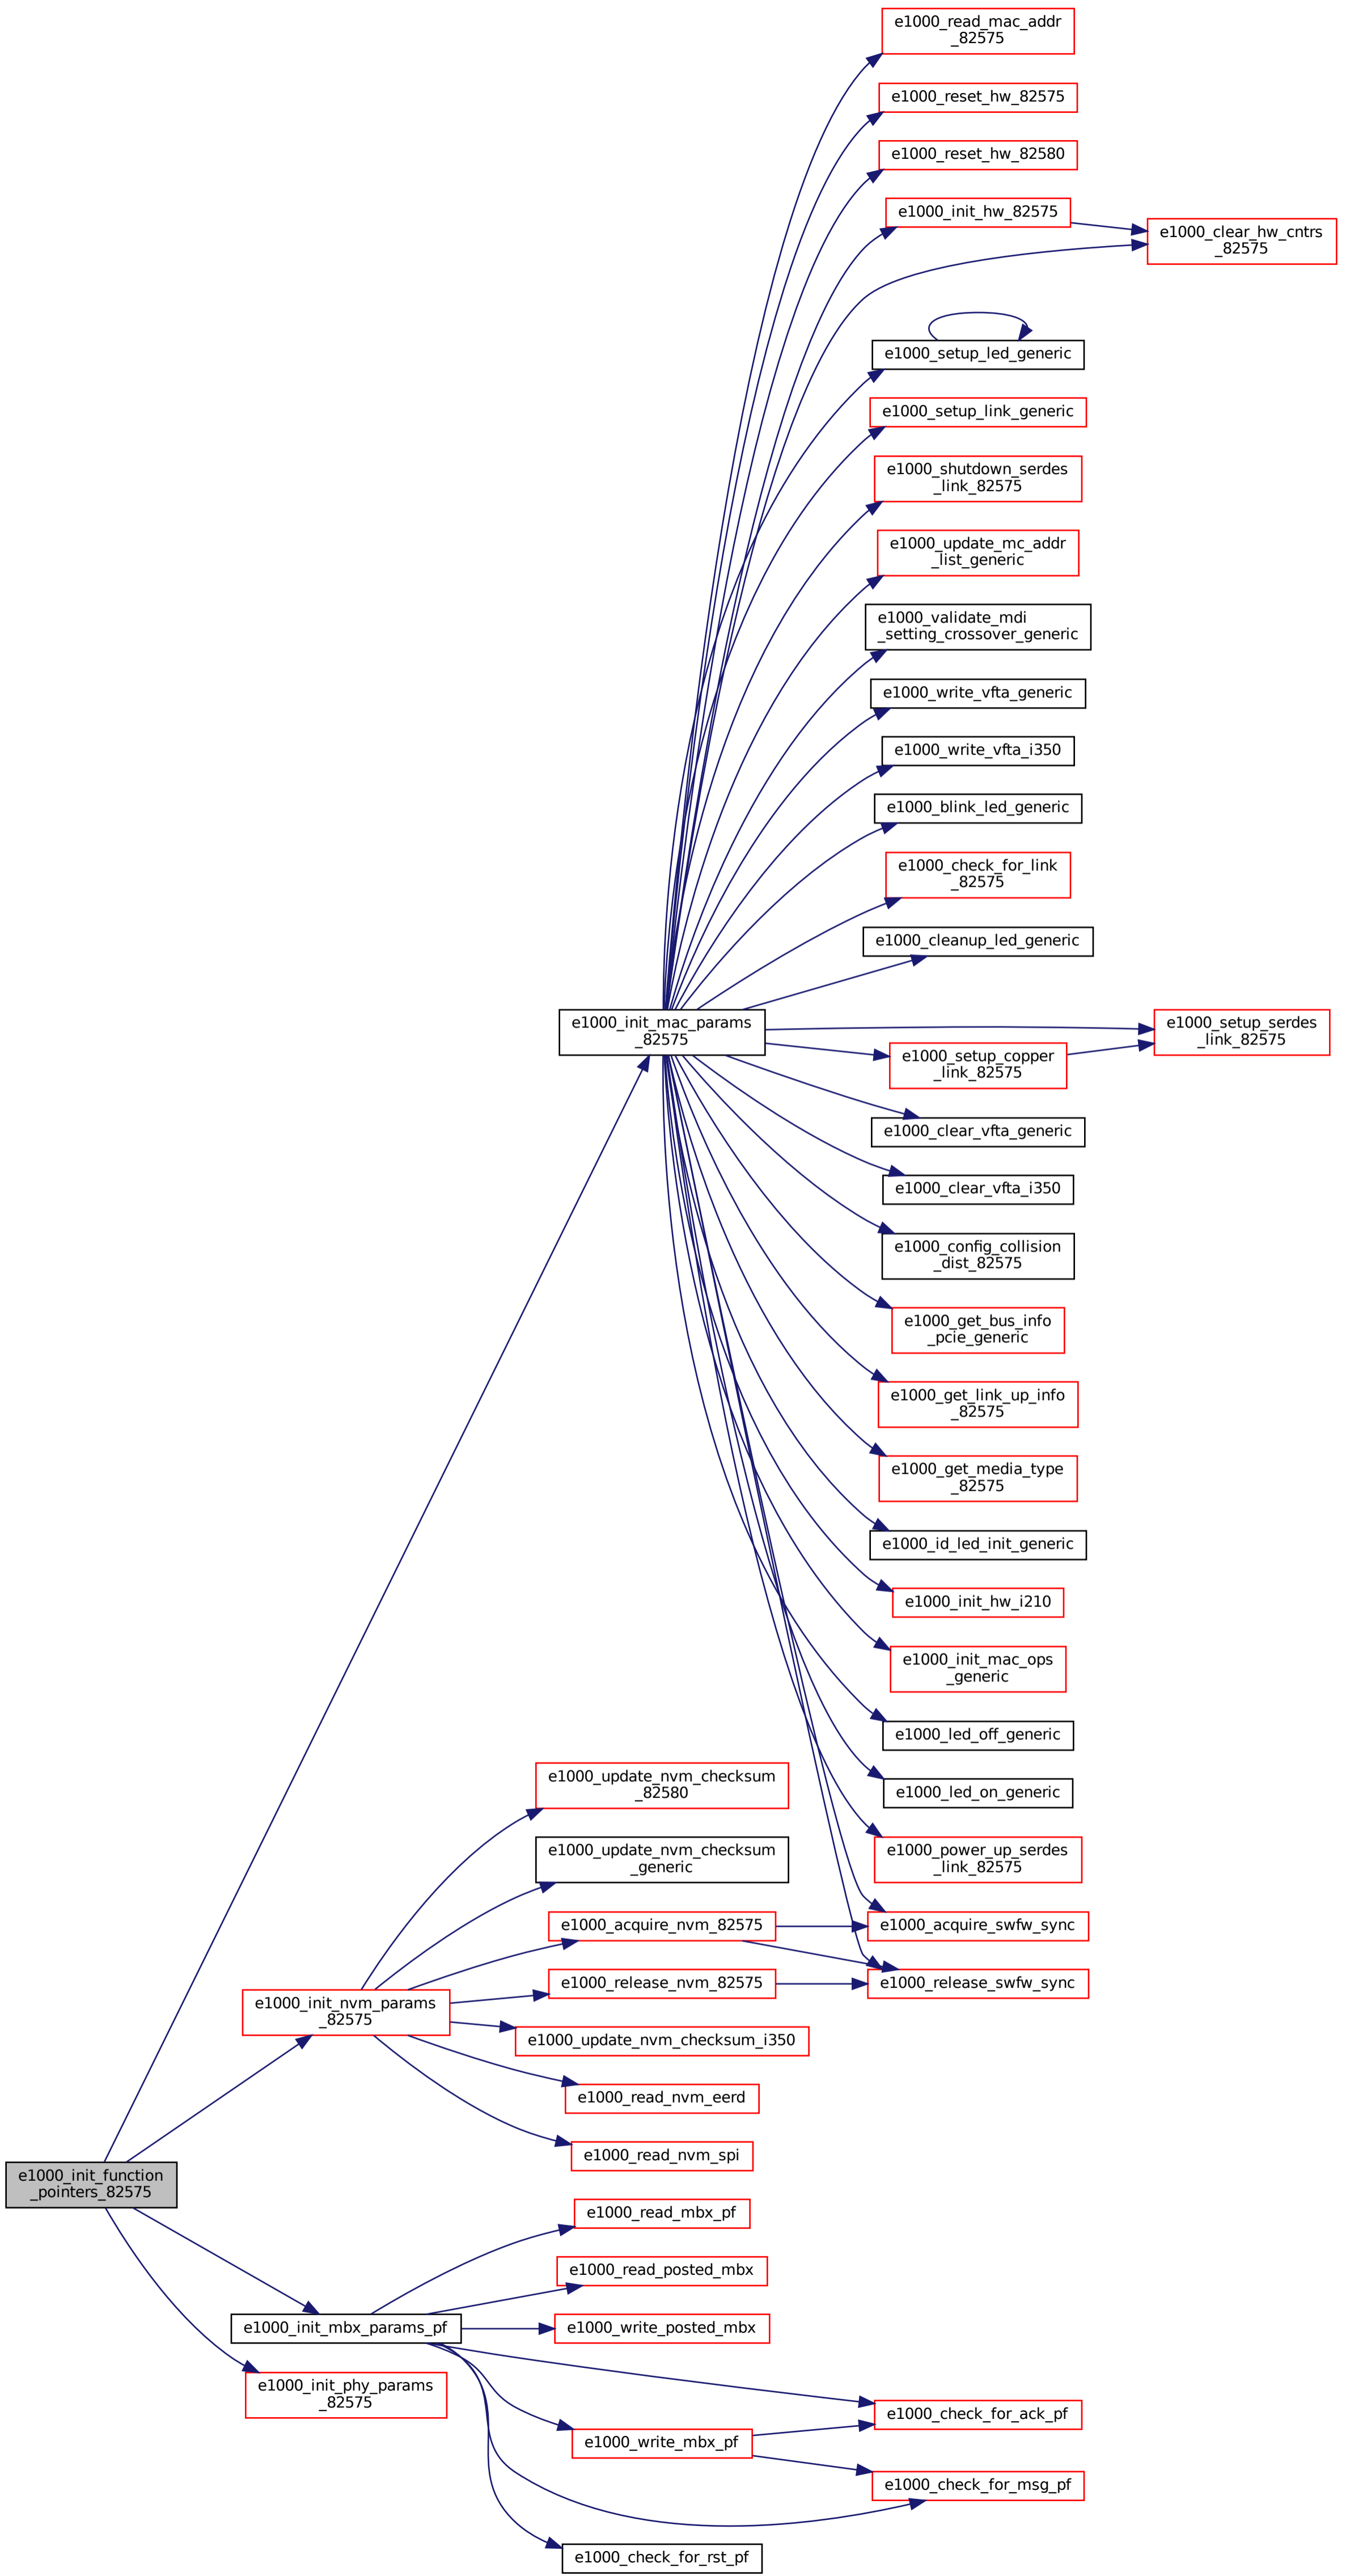 e1000_read_mac_addr
_82575
e1000_reset_hw_82575
e1000_reset_hw_82580
e1000_init_hw_82575
e1000_clear_hw_cntrs
_82575
e1000_setup_led_generic
e1000_setup_link_generic
e1000_shutdown_serdes
_link_82575
e1000_update_mc_addr
_list_generic
e1000_validate_mdi
_setting_crossover_generic
e1000_write_vfta_generic
e1000_write_vfta_i350
e1000_blink_led_generic
e1000_check_for_link
_82575
e1000_cleanup_led_generic
e1000_init_mac_params
_82575
e1000_setup_serdes
_link_82575
e1000_setup_copper
_link_82575
e1000_clear_vfta_generic
e1000_clear_vfta_i350
e1000_config_collision
_dist_82575
e1000_get_bus_info
_pcie_generic
e1000_get_link_up_info
_82575
e1000_get_media_type
_82575
e1000_id_led_init_generic
e1000_init_hw_i210
e1000_init_mac_ops
_generic
e1000_led_off_generic
e1000_led_on_generic
e1000_update_nvm_checksum
_82580
e1000_update_nvm_checksum
_generic
e1000_power_up_serdes
_link_82575
e1000_acquire_nvm_82575
e1000_acquire_swfw_sync
e1000_release_nvm_82575
e1000_release_swfw_sync
e1000_init_nvm_params
_82575
e1000_update_nvm_checksum_i350
e1000_read_nvm_eerd
e1000_read_nvm_spi
e1000_init_function
_pointers_82575
e1000_read_mbx_pf
e1000_read_posted_mbx
e1000_init_mbx_params_pf
e1000_write_posted_mbx
e1000_init_phy_params
_82575
e1000_check_for_ack_pf
e1000_write_mbx_pf
e1000_check_for_msg_pf
e1000_check_for_rst_pf